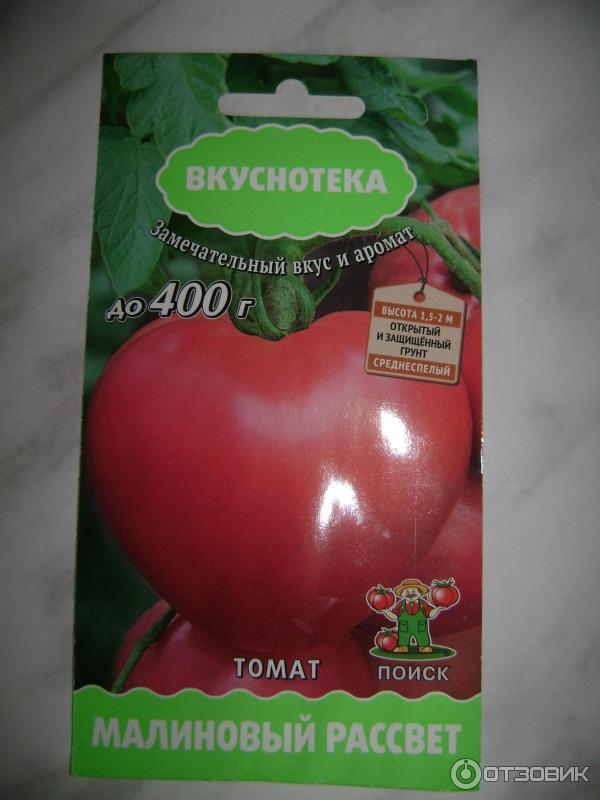 ВКУСНОТЕКА
Замечательный вкус и аромат
до 400 г
ВЫСОТА 1,5-2 М
ОТКРЫТЫЙ
И ЗАЩИЩЁННЫЙ
ГРУНТ
СРЕДНЕСПЕЛЫЙ
ТОМАТ
ПОИСК
МАЛИНОВЫЙ РАССВЕТ
ОТЗОВИК